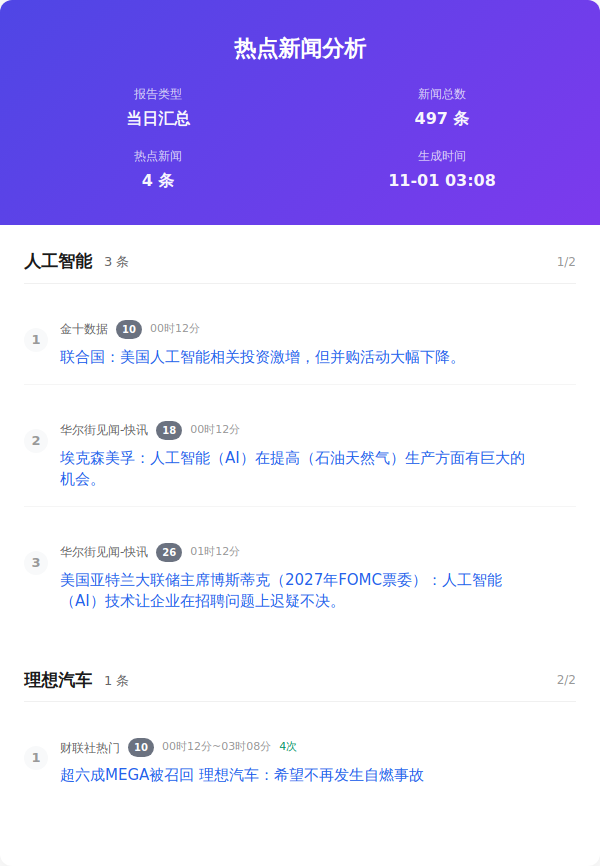 热点新闻分析
报告类型
当日汇总
新闻总数
497 条
热点新闻
4 条
生成时间
11-01 03:08
人工智能 3 条 1/2
1
金十数据 10 00时12分
联合国：美国人工智能相关投资激增，但并购活动大幅下降。
2
华尔街见闻-快讯 18 00时12分
埃克森美孚：人工智能（AI）在提高（石油天然气）生产方面有巨大的
机会。
3
华尔街见闻-快讯 26 01时12分
美国亚特兰大联储主席博斯蒂克（2027年FOMC票委）：人工智能
（AI）技术让企业在招聘问题上迟疑不决。
理想汽车 1 条 2/2
1
财联社热门 10 00时12分~03时08分 4次
超六成MEGA被召回 理想汽车：希望不再发生自燃事故